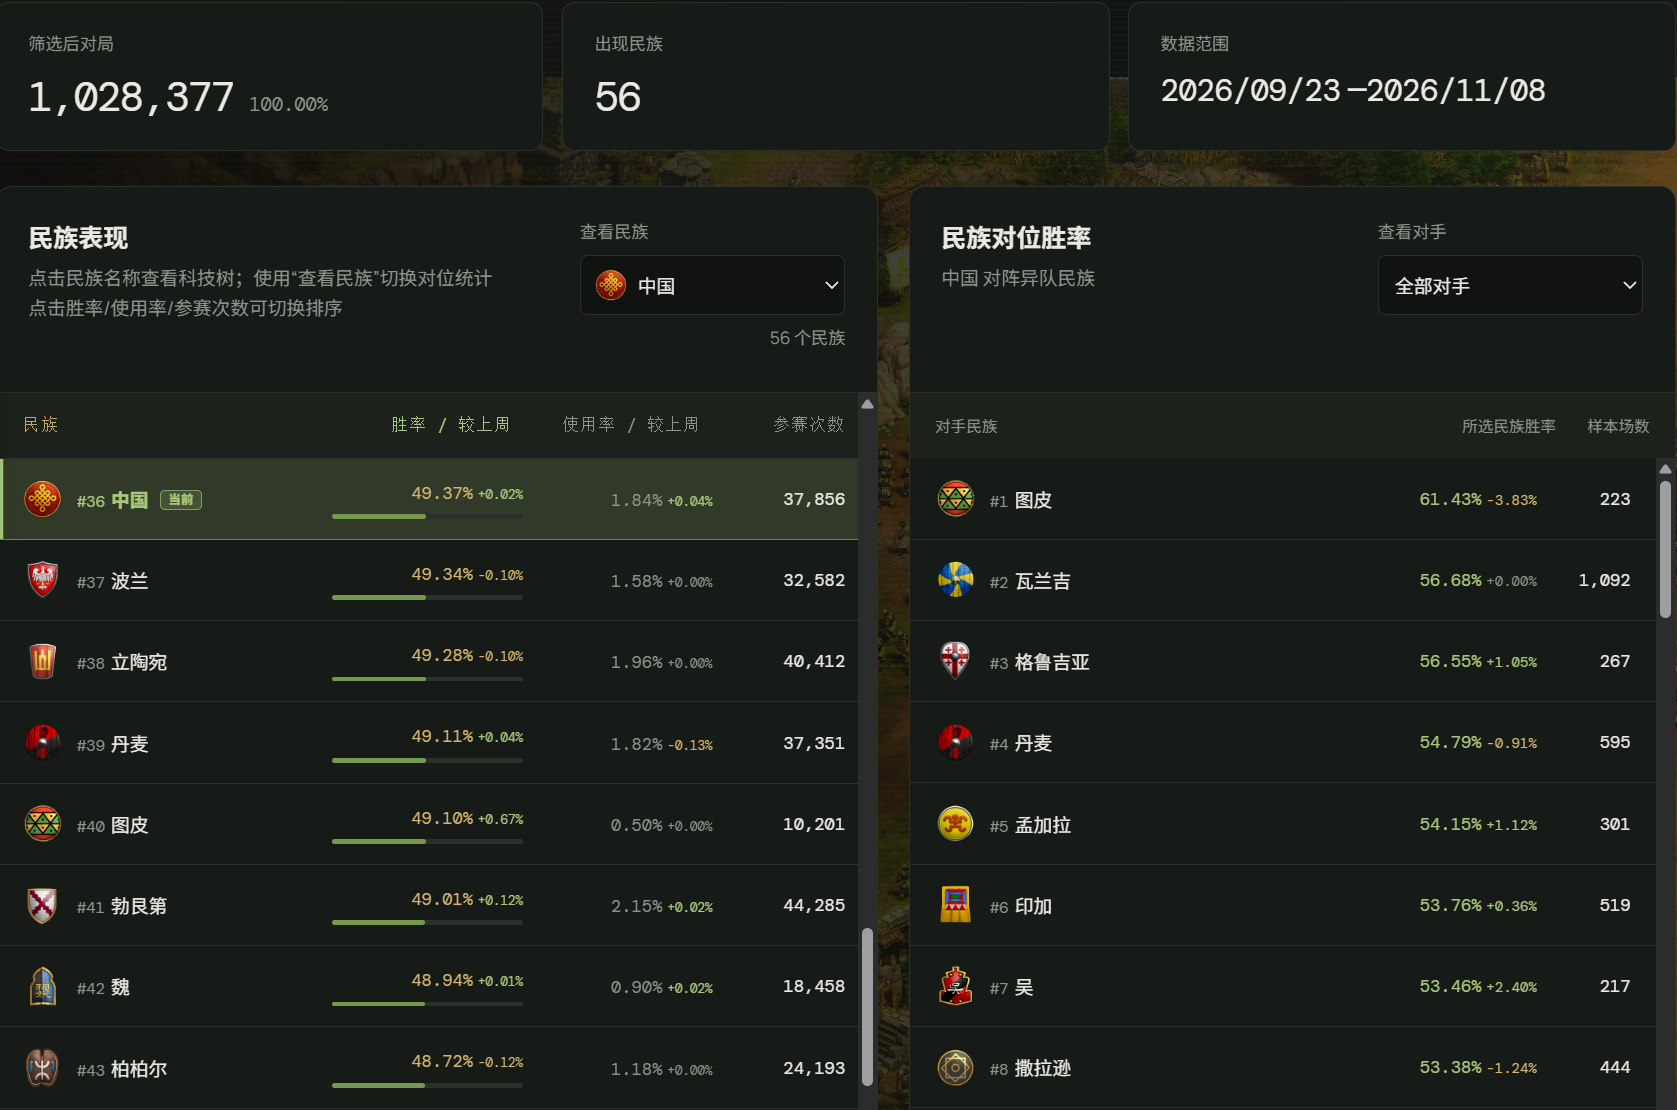 筛选后对局
1,028,377 100.00%
出现民族
56
数据范围
2026/09/23—2026/11/08
民族表现
点击民族名称查看科技树；使用“查看民族”切换对位统计
点击胜率/使用率/参赛次数可切换排序
查看民族
中国
56 个民族
民族 胜率 / 较上周 使用率 / 较上周 参赛次数
#36 中国 当前 49.37% +0.02% 1.84% +0.04% 37,856
#37 波兰 49.34% -0.10% 1.58% +0.00% 32,582
#38 立陶宛 49.28% -0.10% 1.96% +0.00% 40,412
#39 丹麦 49.11% +0.04% 1.82% -0.13% 37,351
#40 图皮 49.10% +0.67% 0.50% +0.00% 10,201
#41 勃艮第 49.01% +0.12% 2.15% +0.02% 44,285
#42 魏 48.94% +0.01% 0.90% +0.02% 18,458
#43 柏柏尔 48.72% -0.12% 1.18% +0.00% 24,193
民族对位胜率
中国 对阵异队民族
查看对手
全部对手
对手民族 所选民族胜率 样本场数
#1 图皮 61.43% -3.83% 223
#2 瓦兰吉 56.68% +0.00% 1,092
#3 格鲁吉亚 56.55% +1.05% 267
#4 丹麦 54.79% -0.91% 595
#5 孟加拉 54.15% +1.12% 301
#6 印加 53.76% +0.36% 519
#7 吴 53.46% +2.40% 217
#8 撒拉逊 53.38% -1.24% 444